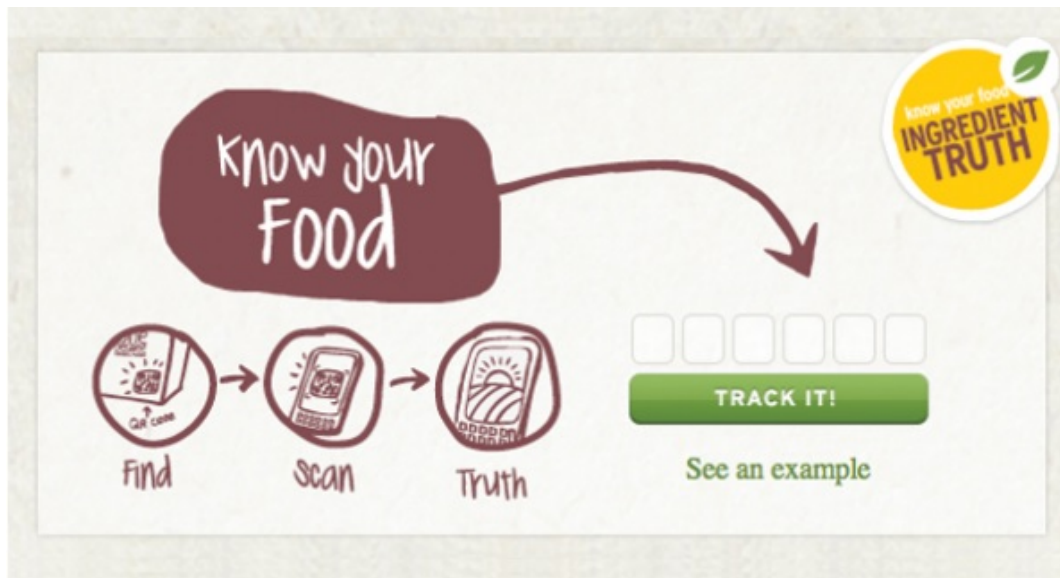 know your
Food
know your food
INGREDIENT
TRUTH
QR code
Find
Scan
Truth
TRACK IT!
See an example